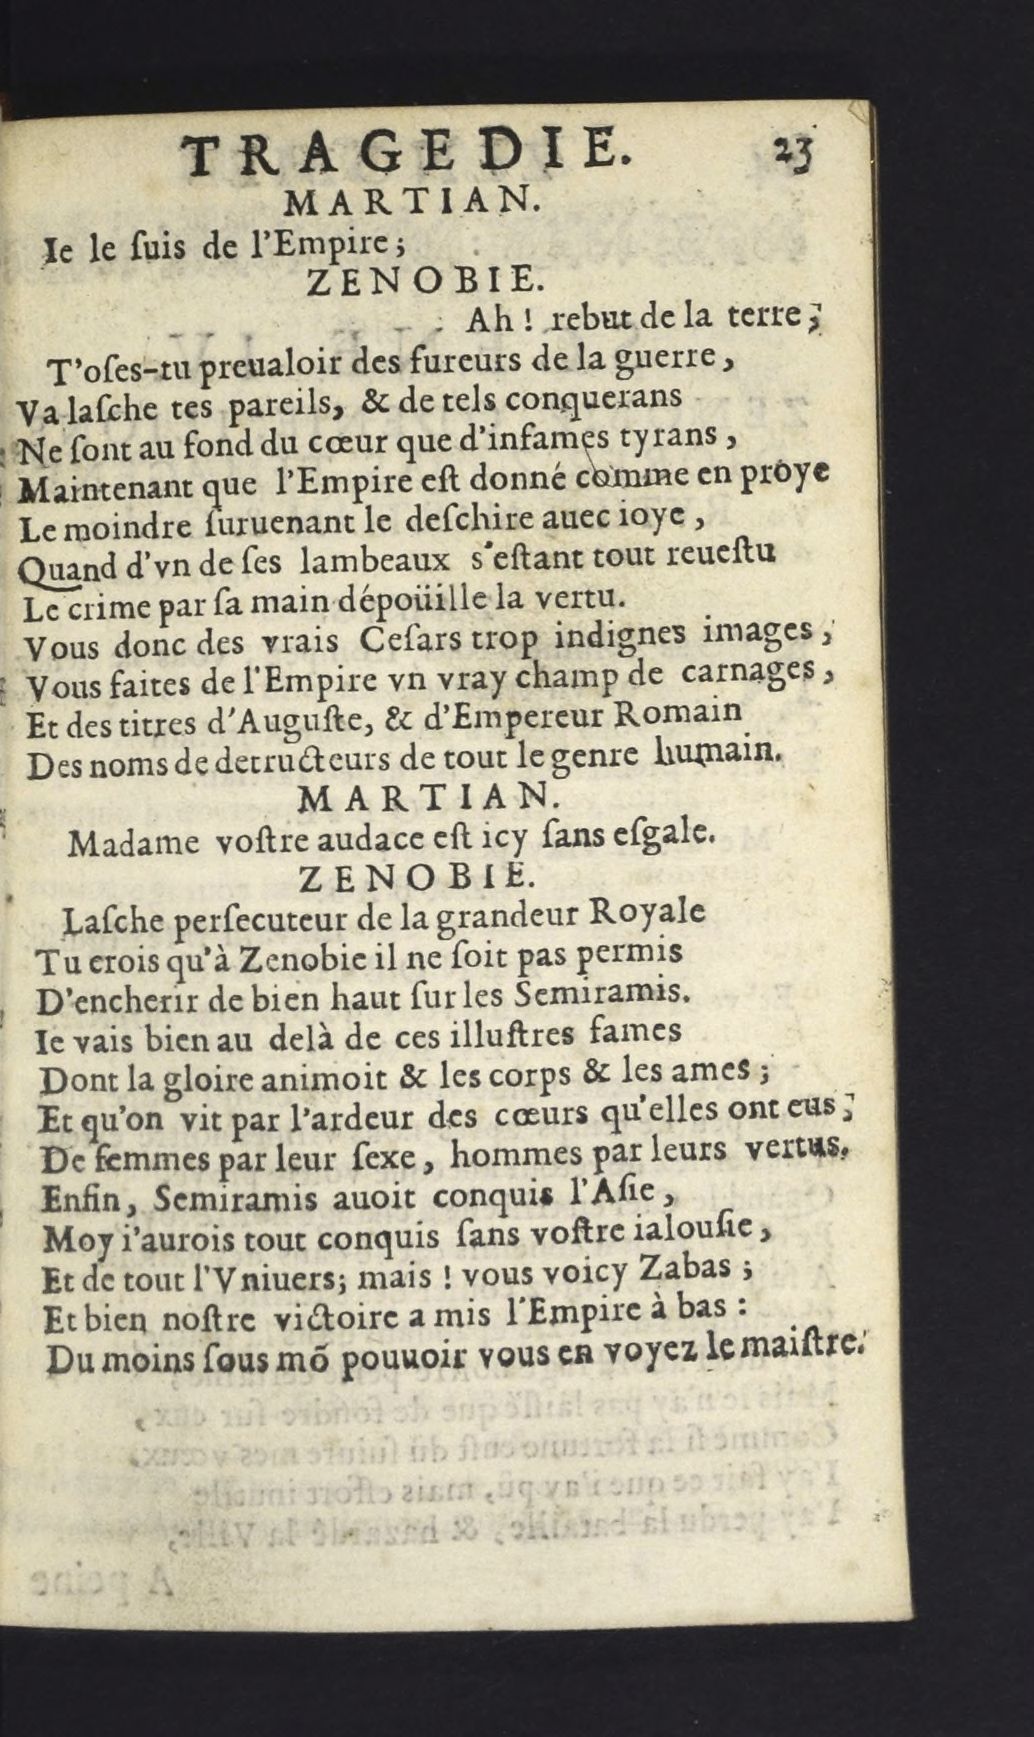 TRAGEDIE. 23
MARTIAN.
Ie le ſuis de l'Empire;
ZENOBIE.
Ah! rebut de la terre;
T'oſes-tu preualoir des fureurs de la guerre,
Va laſche tes pareils, & de tels conquerans
Ne ſont au fond du cœur que d'infames tyrans,
Maintenant que l'Empire eſt donné comme en proye
Le moindre ſuruenant le deſchire auec ioye,
Quand d'vn de ſes lambeaux s'eſtant tout reueſtu
Le crime par ſa main dépoüille la vertu.
Vous donc des vrais Ceſars trop indignes images,
Vous faites de l'Empire vn vray champ de carnages,
Et des titres d'Auguſte, & d'Empereur Romain
Des noms de detructeurs de tout le genre humain.
MARTIAN.
Madame voſtre audace eſt icy ſans eſgale.
ZENOBIE.
Laſche perſecuteur de la grandeur Royale
Tu crois qu'à Zenobie il ne ſoit pas permis
D'encherir de bien haut ſur les Semiramis.
Ie vais bien au delà de ces illuſtres fames
Dont la gloire animoit & les corps & les ames;
Et qu'on vit par l'ardeur des cœurs qu'elles ont eus;
De femmes par leur ſexe, hommes par leurs vertus.
Enfin, Semiramis auoit conquis l'Aſie,
Moy i'aurois tout conquis ſans voſtre ialouſie,
Et de tout l'Vniuers; mais! vous voicy Zabas;
Et bien noſtre victoire a mis l'Empire à bas:
Du moins ſous mõ pouuoir vous en voyez le maiſtre.